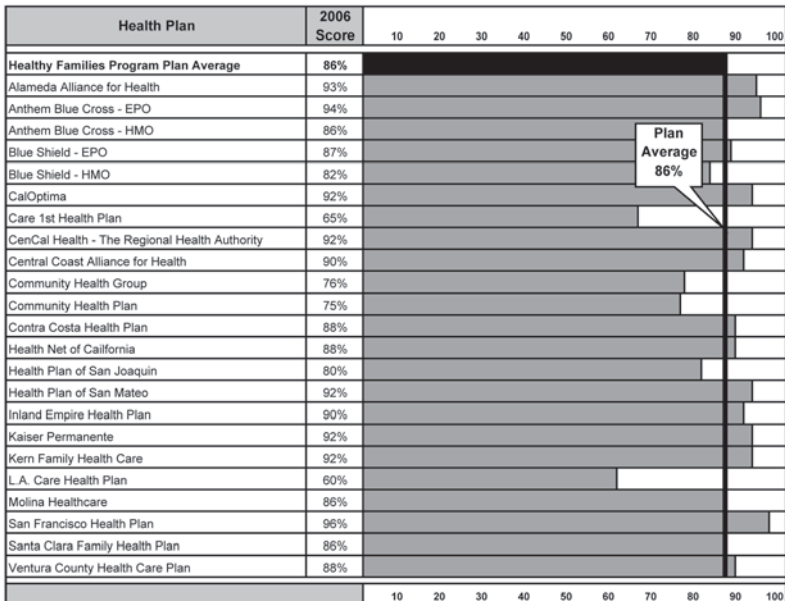 Health Plan 2006 Score 10 20 30 40 50 60 70 80 90 100
Healthy Families Program Plan Average 86%
Alameda Alliance for Health 93%
Anthem Blue Cross - EPO 94%
Anthem Blue Cross - HMO 86%
Blue Shield - EPO 87%
Blue Shield - HMO 82%
Plan
Average
86%
CalOptima 92%
Care 1st Health Plan 65%
CenCal Health - The Regional Health Authority 92%
Central Coast Alliance for Health 90%
Community Health Group 76%
Community Health Plan 75%
Contra Costa Health Plan 88%
Health Net of Cailfornia 88%
Health Plan of San Joaquin 80%
Health Plan of San Mateo 92%
Inland Empire Health Plan 90%
Kaiser Permanente 92%
Kern Family Health Care 92%
L.A. Care Health Plan 60%
Molina Healthcare 86%
San Francisco Health Plan 96%
Santa Clara Family Health Plan 86%
Ventura County Health Care Plan 88%
10 20 30 40 50 60 70 80 90 100